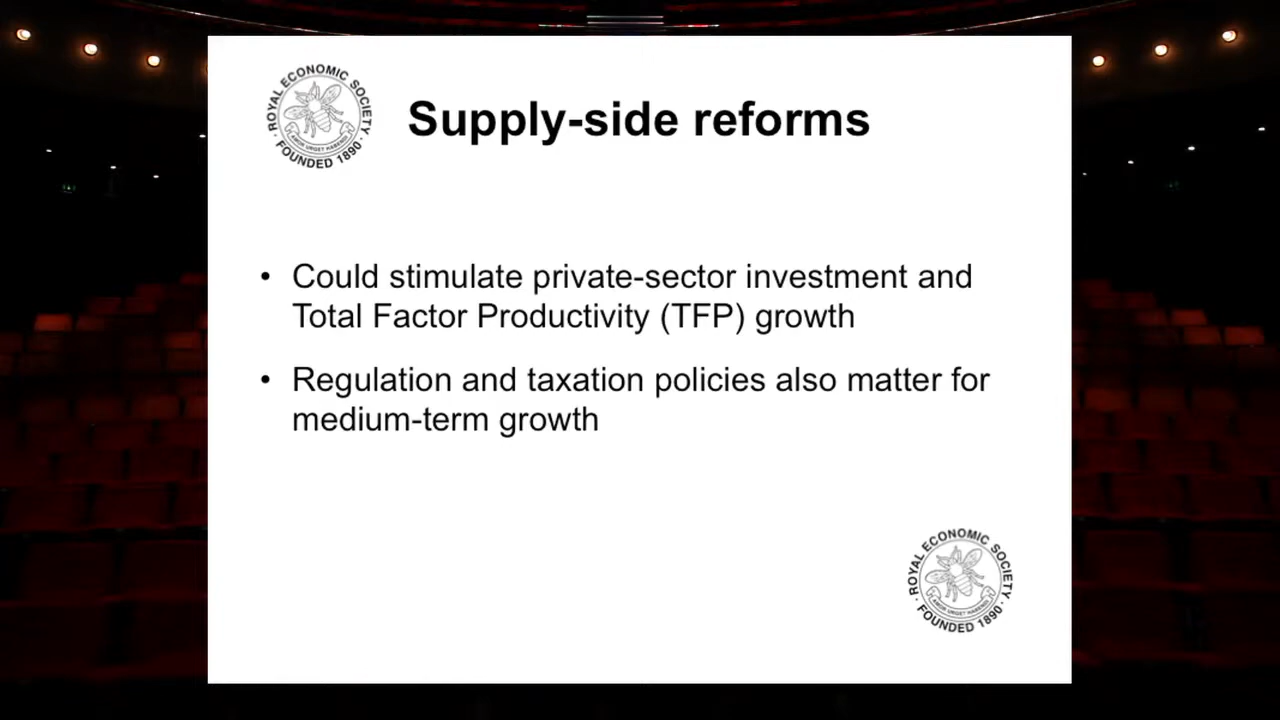 ROYAL ECONOMIC SOCIETY
· FOUNDED 1890 ·
Supply-side reforms
• Could stimulate private-sector investment and
Total Factor Productivity (TFP) growth
• Regulation and taxation policies also matter for
medium-term growth
ROYAL ECONOMIC SOCIETY
· FOUNDED 1890 ·